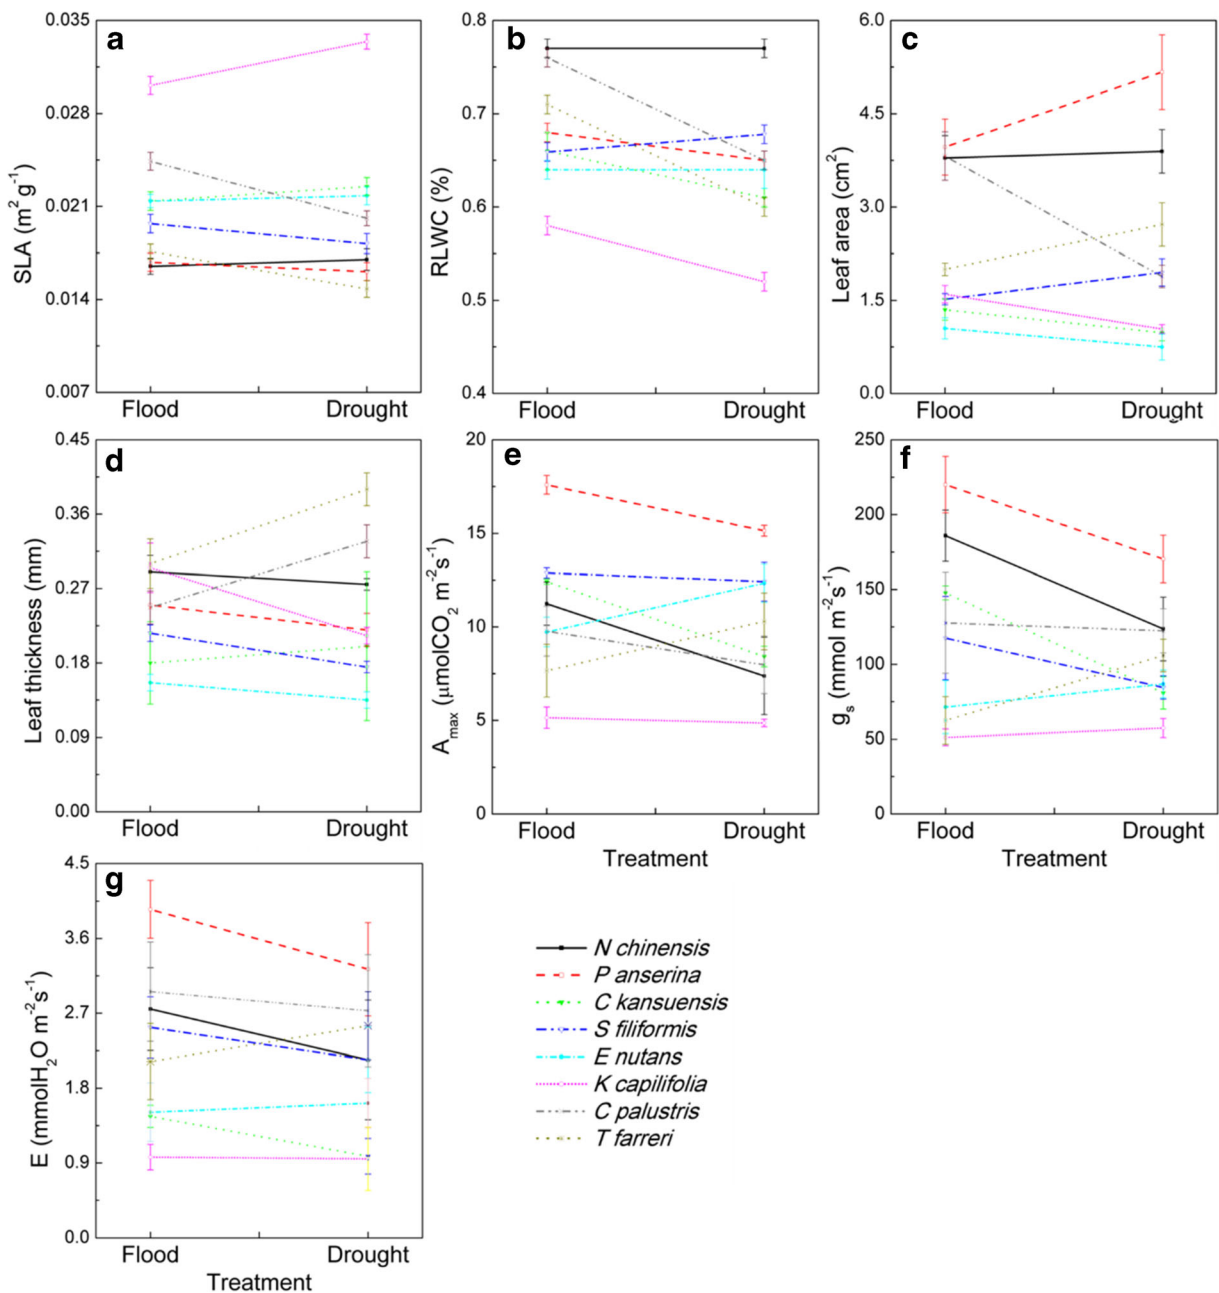 a
0.035
0.028
0.021
0.014
0.007
SLA (m² g⁻¹)
Flood
Drought
b
0.8
0.7
0.6
0.5
0.4
RLWC (%)
Flood
Drought
c
6.0
4.5
3.0
1.5
0.0
Leaf area (cm²)
Flood
Drought
d
0.45
0.36
0.27
0.18
0.09
0.00
Leaf thickness (mm)
Flood
Drought
e
20
15
10
5
0
Amax (μmolCO₂ m⁻²s⁻¹)
Flood
Drought
Treatment
f
250
200
150
100
50
0
gs (mmol m⁻²s⁻¹)
Flood
Drought
Treatment
g
4.5
3.6
2.7
1.8
0.9
0.0
E (mmolH₂O m⁻²s⁻¹)
Flood
Drought
Treatment
N chinensis
P anserina
C kansuensis
S filiformis
E nutans
K capilifolia
C palustris
T farreri